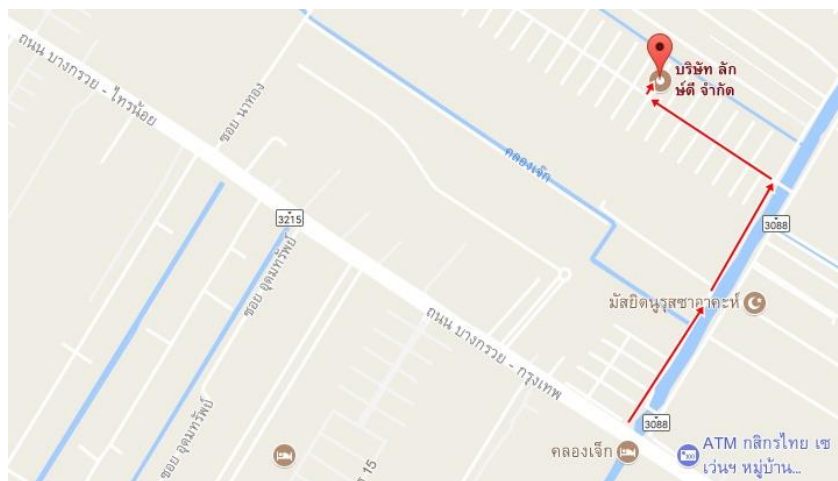 ถนน บางกรวย - ไทรน้อย
ซอย นาทอง
บริษัท ลัก
ษ์ดี จำกัด
คลองเจ๊ก
3215
3088
ซอย อุดมทรัพย์
มัสยิดนูรุสซาอาดะห์
ถนน บางกรวย - กรุงเทพ
ซอย อุดมทรัพย์
3088
คลองเจ็ก
ATM กสิกรไทย เซ
เว่นฯ หมู่บ้าน...
15